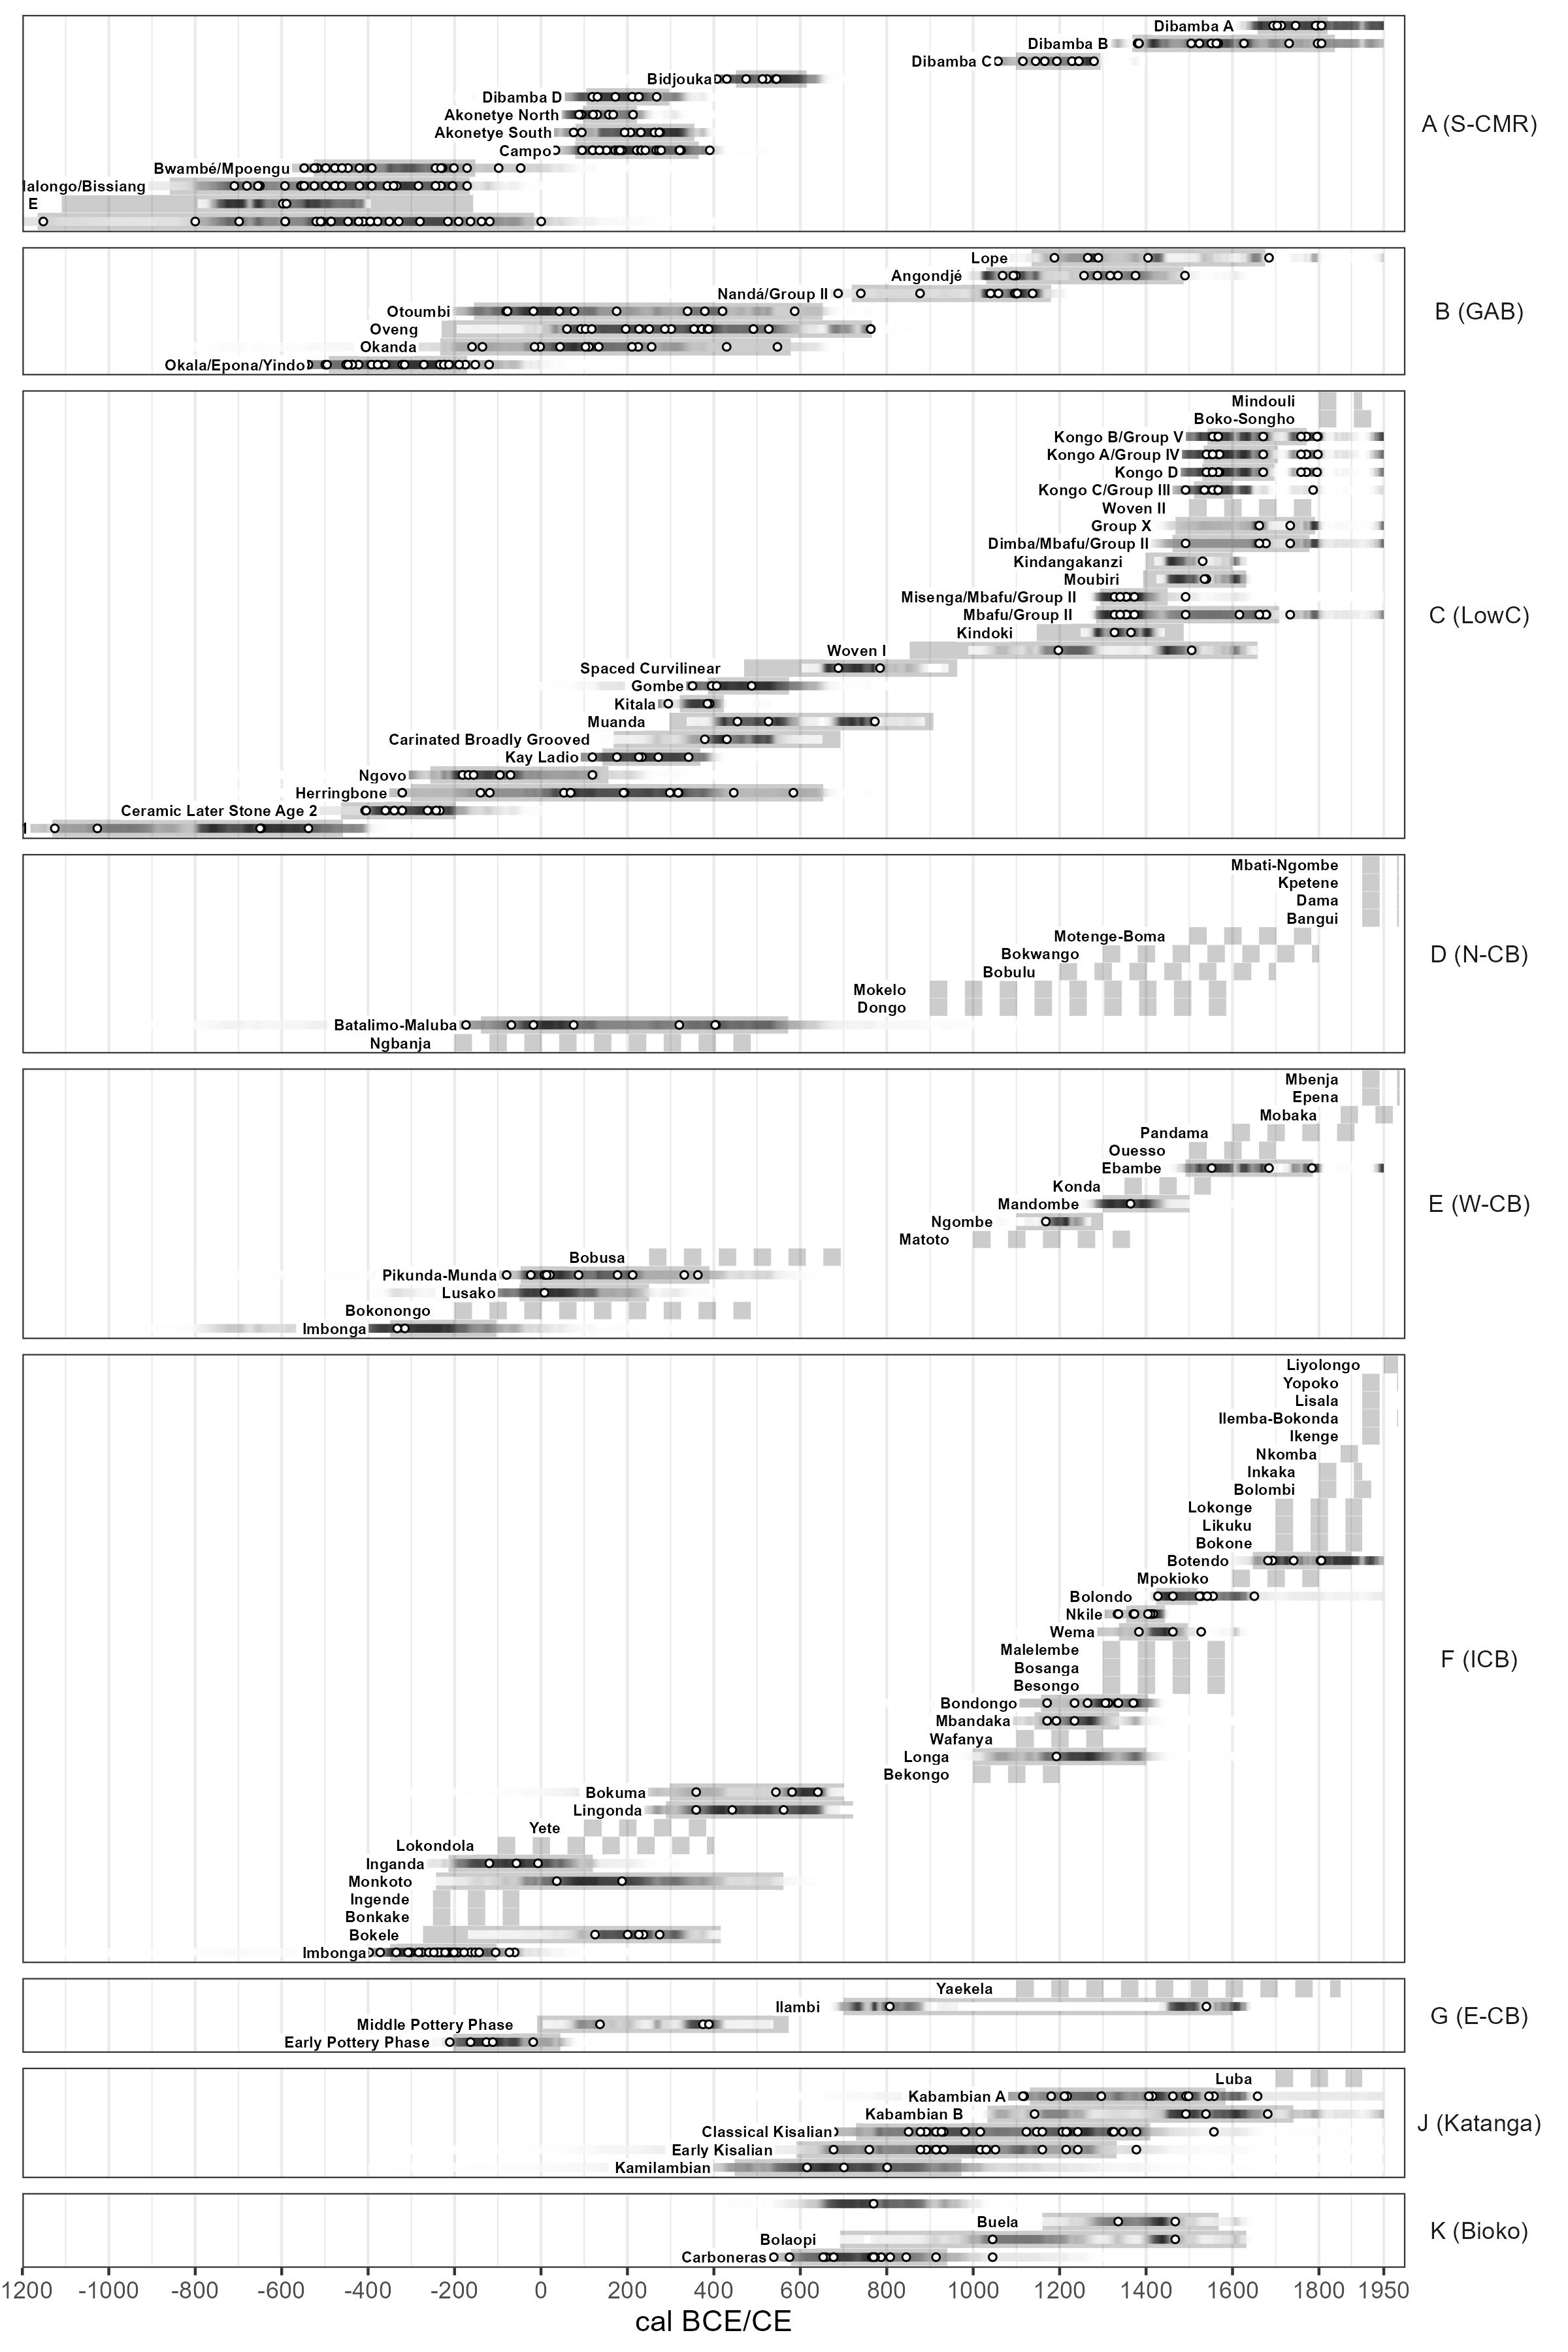 Dibamba A
Dibamba B
Dibamba C
Bidjouka
Dibamba D
Akonetye North
Akonetye South
Campo
Bwambé/Mpoengu
alongo/Bissiang
E
A (S-CMR)
Lope
Angondjé
Nandá/Group II
Otoumbi
Oveng
Okanda
Okala/Epona/Yindo
B (GAB)
Mindouli
Boko-Songho
Kongo B/Group V
Kongo A/Group IV
Kongo D
Kongo C/Group III
Woven II
Group X
Dimba/Mbafu/Group II
Kindangakanzi
Moubiri
Misenga/Mbafu/Group II
Mbafu/Group II
Kindoki
Woven I
Spaced Curvilinear
Gombe
Kitala
Muanda
Carinated Broadly Grooved
Kay Ladio
Ngovo
Herringbone
Ceramic Later Stone Age 2
C (LowC)
Mbati-Ngombe
Kpetene
Dama
Bangui
Motenge-Boma
Bokwango
Bobulu
Mokelo
Dongo
Batalimo-Maluba
Ngbanja
D (N-CB)
Mbenja
Epena
Mobaka
Pandama
Ouesso
Ebambe
Konda
Mandombe
Ngombe
Matoto
Bobusa
Pikunda-Munda
Lusako
Bokonongo
Imbonga
E (W-CB)
Liyolongo
Yopoko
Lisala
Ilemba-Bokonda
Ikenge
Nkomba
Inkaka
Bolombi
Lokonge
Likuku
Bokone
Botendo
Mpokioko
Bolondo
Nkile
Wema
Malelembe
Bosanga
Besongo
Bondongo
Mbandaka
Wafanya
Longa
Bekongo
Bokuma
Lingonda
Yete
Lokondola
Inganda
Monkoto
Ingende
Bonkake
Bokele
Imbonga
F (ICB)
Yaekela
Ilambi
Middle Pottery Phase
Early Pottery Phase
G (E-CB)
Luba
Kabambian A
Kabambian B
Classical Kisalian
Early Kisalian
Kamilambian
J (Katanga)
Buela
Bolaopi
Carboneras
K (Bioko)
1200 -1000 -800 -600 -400 -200 0 200 400 600 800 1000 1200 1400 1600 1800 1950
cal BCE/CE